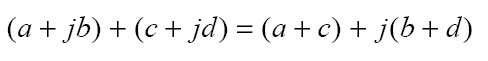 (a + jb) + (c + jd) = (a + c) + j(b + d)